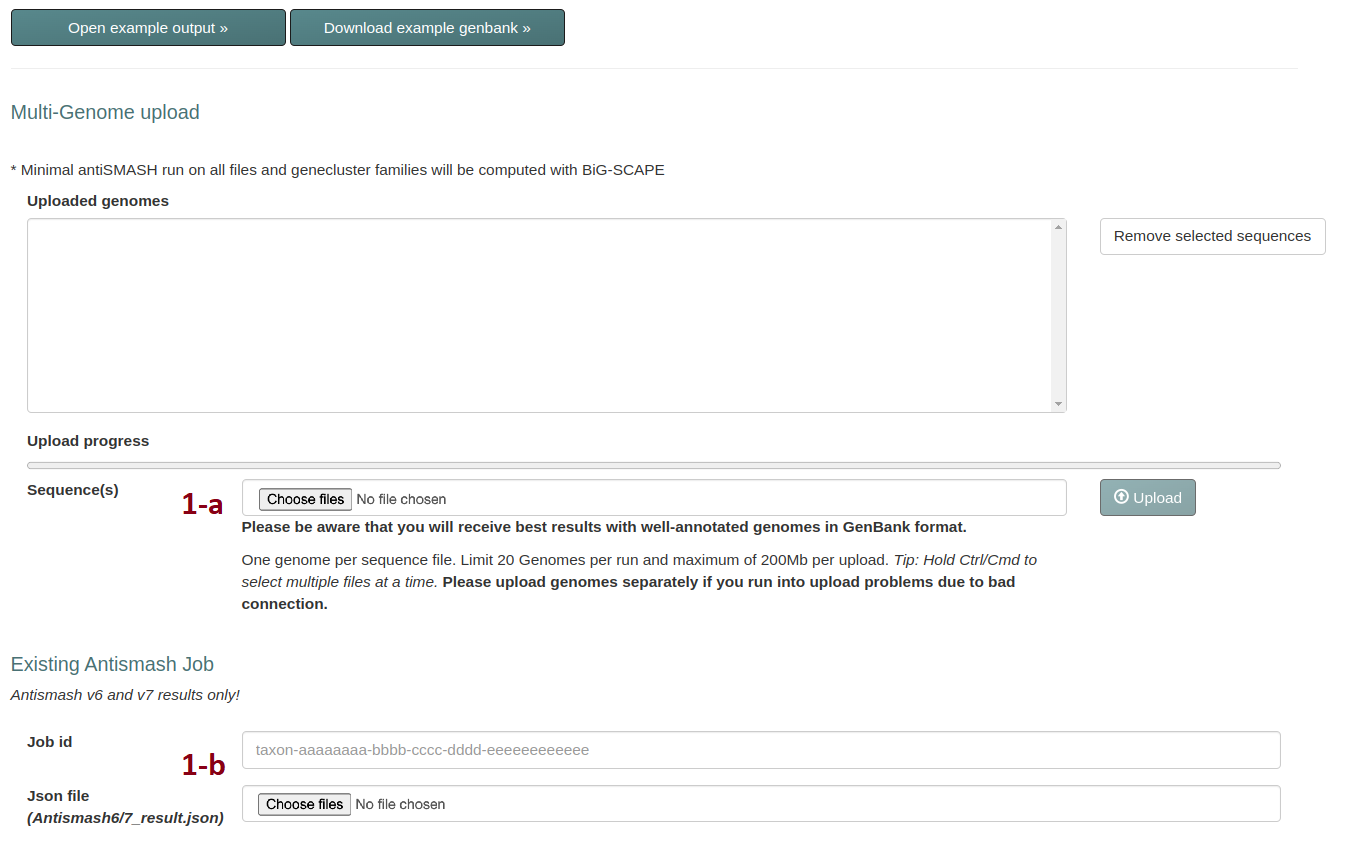 Open example output »
Download example genbank »
Multi-Genome upload
* Minimal antiSMASH run on all files and genecluster families will be computed with BiG-SCAPE
Uploaded genomes
Remove selected sequences
Upload progress
Sequence(s)
1-a
Choose files No file chosen
Upload
Please be aware that you will receive best results with well-annotated genomes in GenBank format.
One genome per sequence file. Limit 20 Genomes per run and maximum of 200Mb per upload. Tip: Hold Ctrl/Cmd to
select multiple files at a time. Please upload genomes separately if you run into upload problems due to bad
connection.
Existing Antismash Job
Antismash v6 and v7 results only!
Job id
taxon-aaaaaaaa-bbbb-cccc-dddd-eeeeeeeeeeee
1-b
Json file
(Antismash6/7_result.json)
Choose files No file chosen